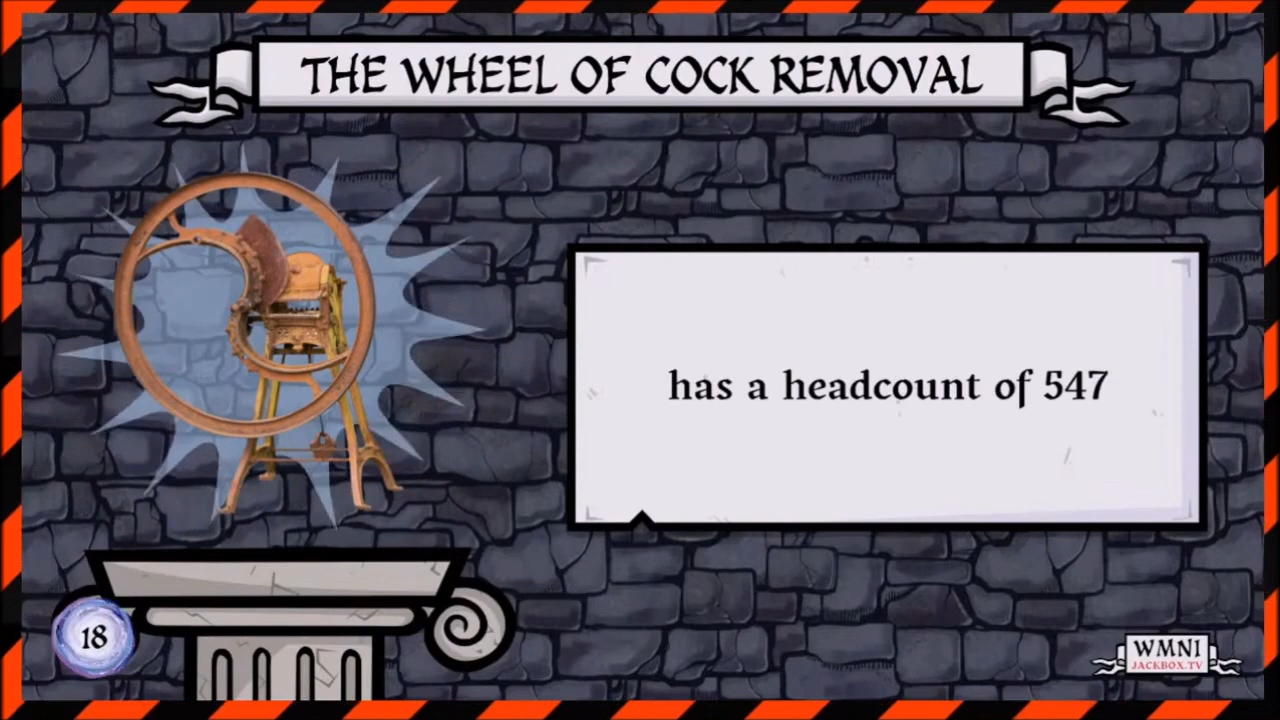 THE WHEEL OF COCK REMOVAL
has a headcount of 547
18
WMNI
JACKBOX.TV